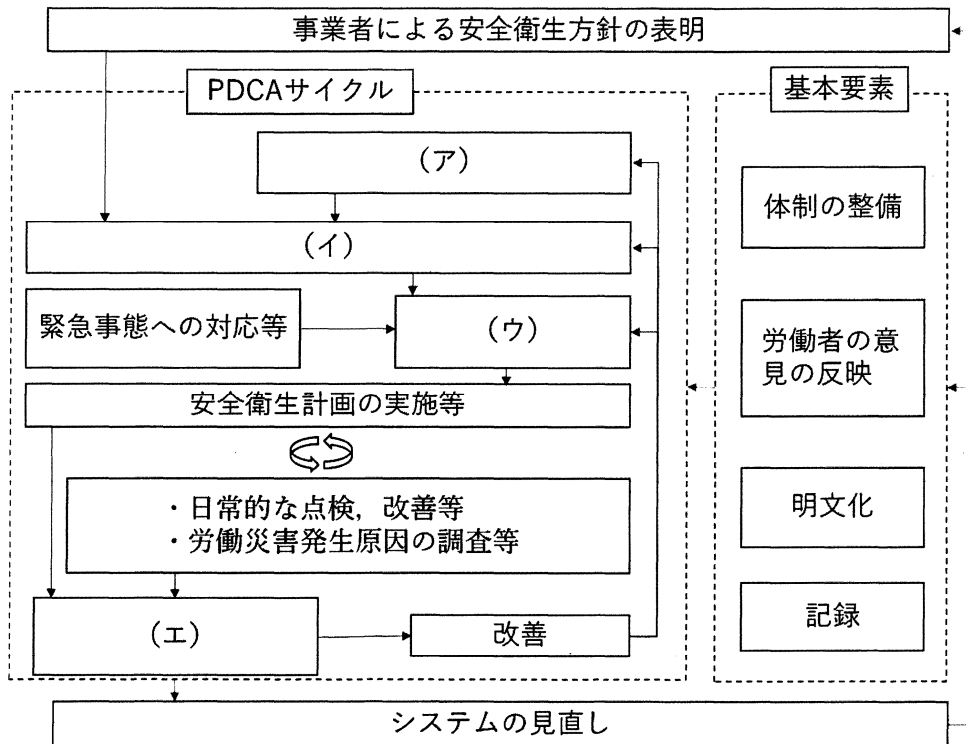 事業者による安全衛生方針の表明
PDCAサイクル
基本要素
(ア)
体制の整備
(イ)
緊急事態への対応等
(ウ)
労働者の意
見の反映
安全衛生計画の実施等
・日常的な点検，改善等
・労働災害発生原因の調査等
明文化
(エ)
改善
記録
システムの見直し